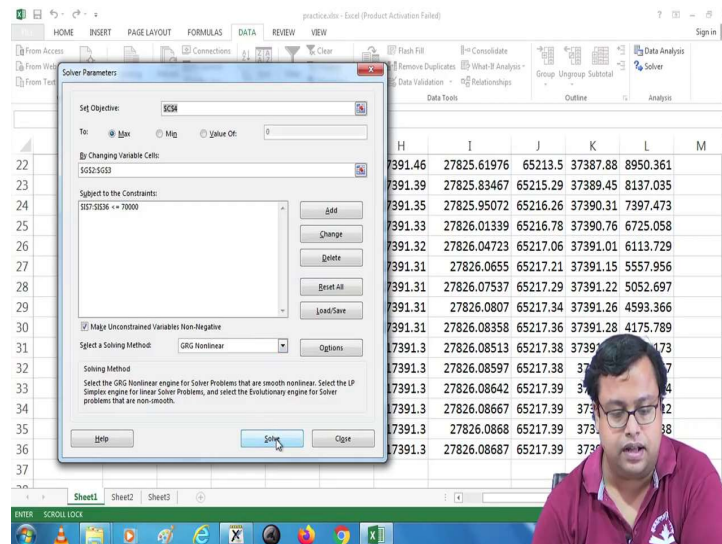 practice.xlsx - Excel (Product Activation Failed)
Sign in
HOME INSERT PAGE LAYOUT FORMULAS DATA REVIEW VIEW
From Access
From Web
From Text
Connections
Clear
Flash Fill
Remove Duplicates
Data Validation
Consolidate
What-If Analysis
Relationships
Group Ungroup Subtotal
Data Analysis
Solver
Data Tools
Outline
Analysis
Solver Parameters
Set Objective: $C$4
To: Max Min Value Of: 0
By Changing Variable Cells:
$G$2:$G$3
Subject to the Constraints:
$I$7:$I$36 <= 70000
Add
Change
Delete
Reset All
Load/Save
Make Unconstrained Variables Non-Negative
Select a Solving Method: GRG Nonlinear Options
Solving Method
Select the GRG Nonlinear engine for Solver Problems that are smooth nonlinear. Select the LP
Simplex engine for linear Solver Problems, and select the Evolutionary engine for Solver
problems that are non-smooth.
Help Solve Close
H I J K L M
22 7391.46 27825.61976 65213.5 37387.88 8950.361
23 7391.39 27825.83467 65215.29 37389.45 8137.035
24 7391.35 27825.95072 65216.26 37390.31 7397.473
25 7391.33 27826.01339 65216.78 37390.76 6725.058
26 7391.32 27826.04723 65217.06 37391.01 6113.729
27 7391.31 27826.0655 65217.21 37391.15 5557.956
28 7391.31 27826.07537 65217.29 37391.22 5052.697
29 7391.31 27826.0807 65217.34 37391.26 4593.366
30 7391.31 27826.08358 65217.36 37391.28 4175.789
31 17391.3 27826.08513 65217.38
32 17391.3 27826.08597 65217.38
33 17391.3 27826.08642 65217.39
34 17391.3 27826.08667 65217.39
35 17391.3 27826.0868 65217.39
36 17391.3 27826.08687 65217.39
37
Sheet1 Sheet2 Sheet3
ENTER SCROLL LOCK